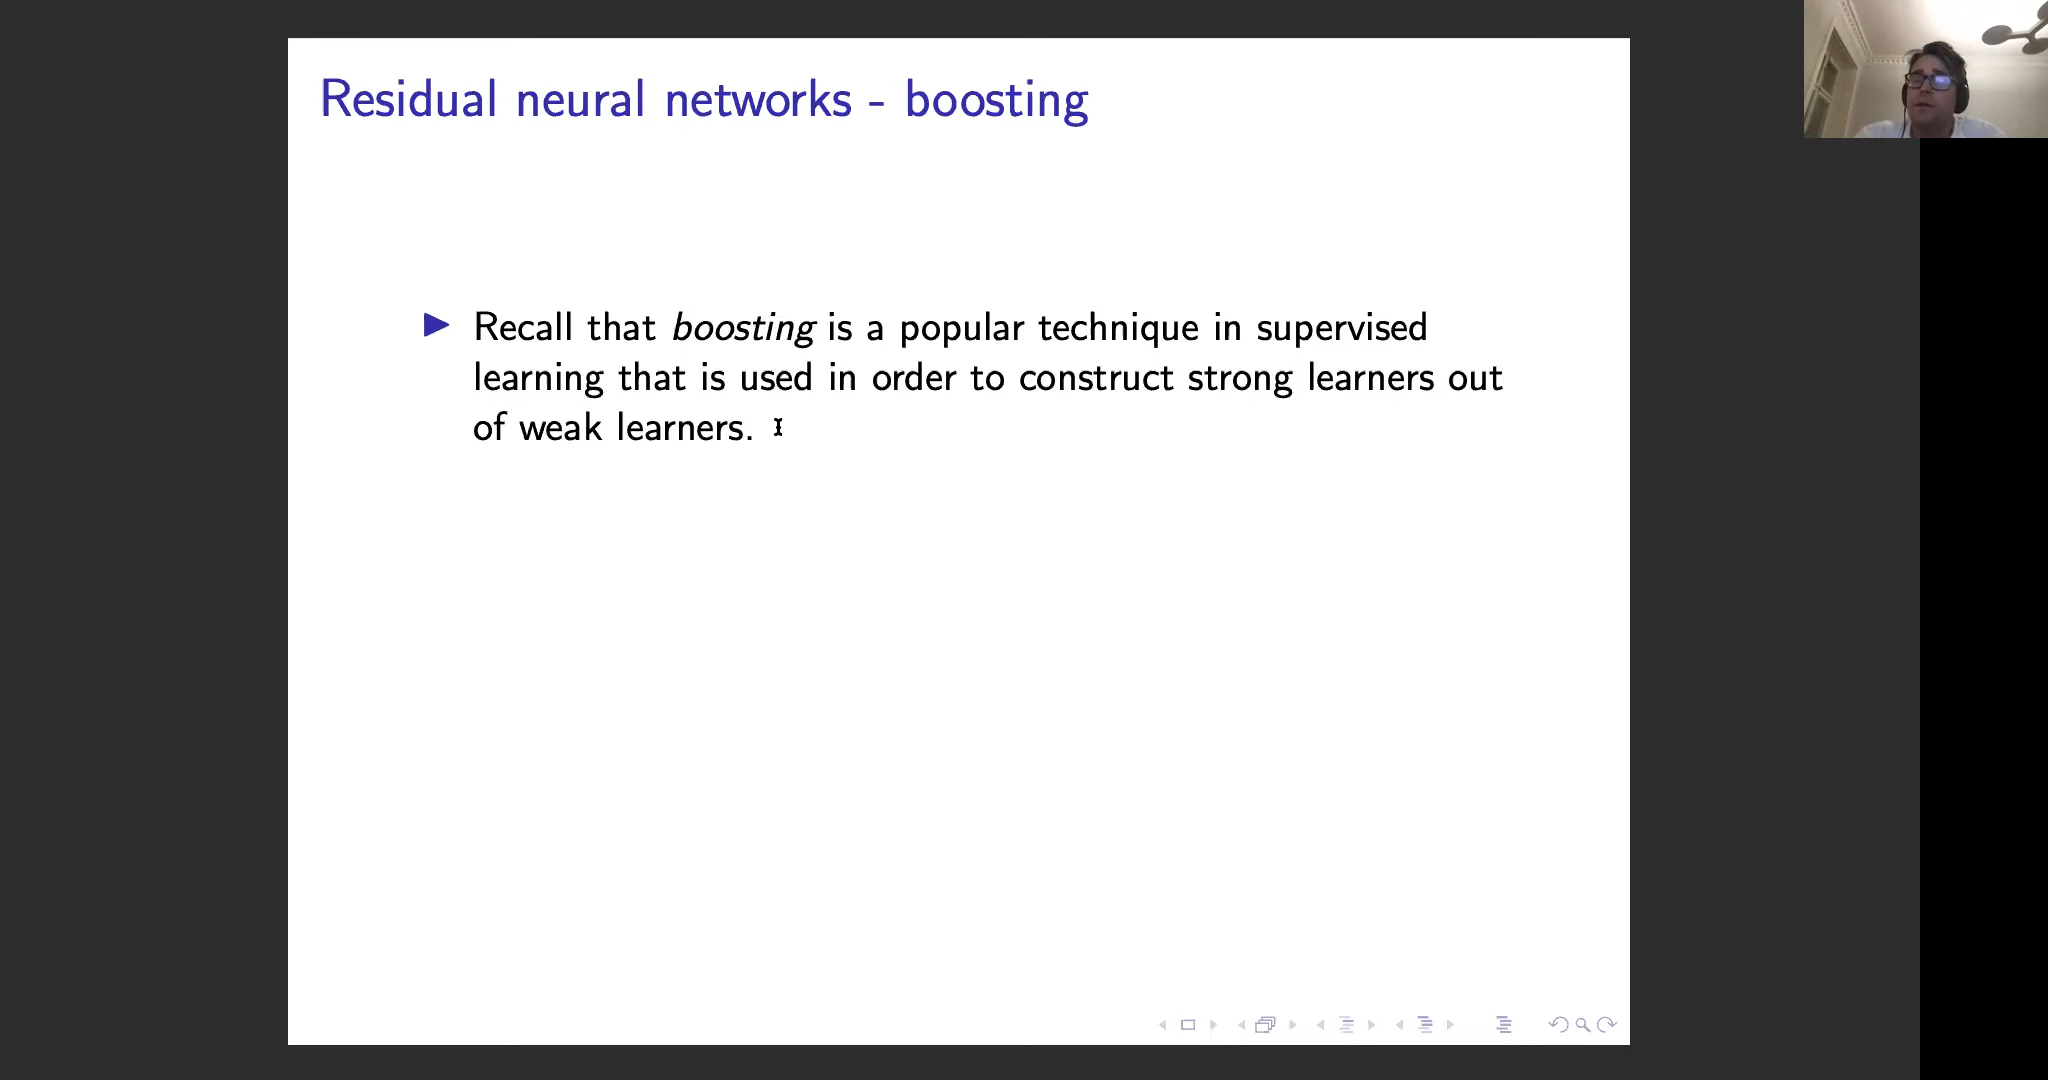 Residual neural networks - boosting
Recall that boosting is a popular technique in supervised
learning that is used in order to construct strong learners out
of weak learners.